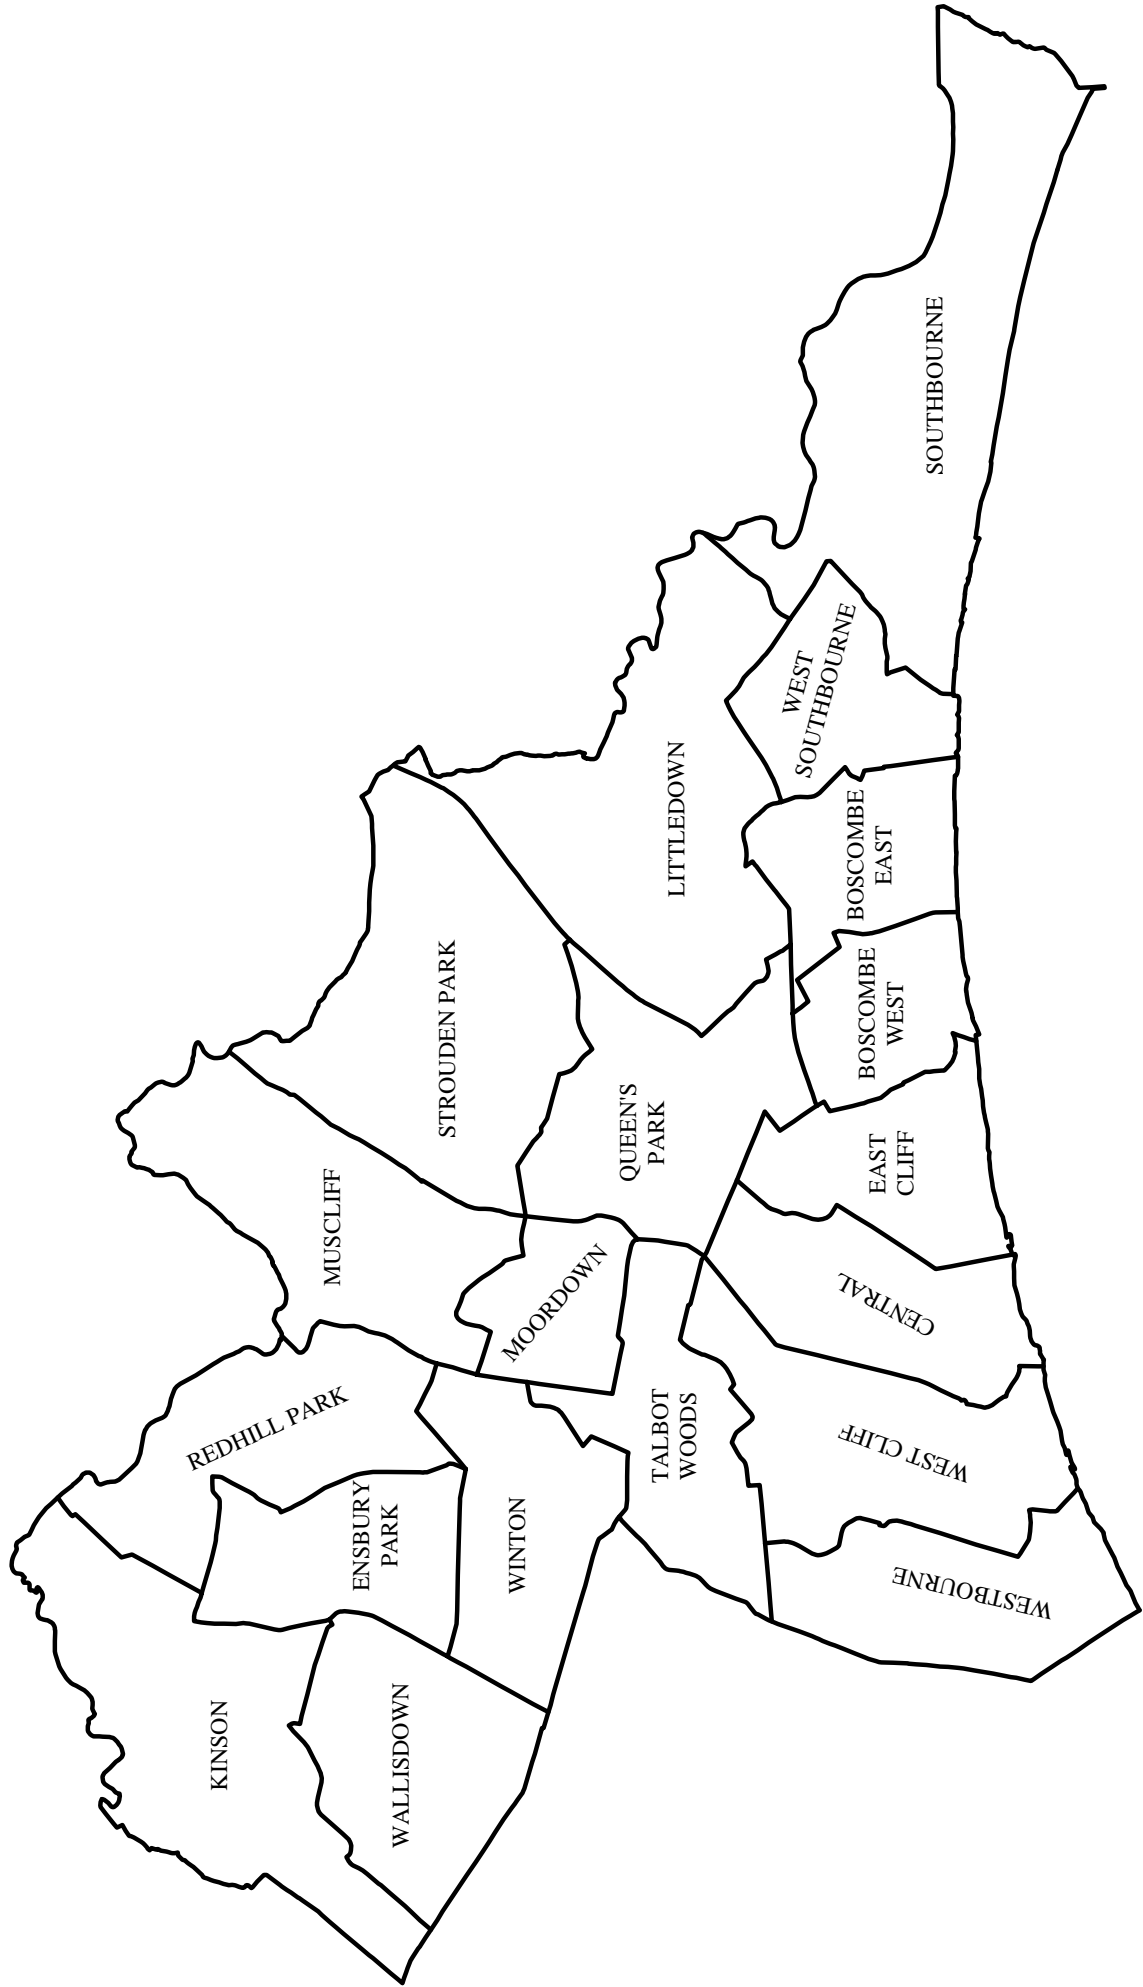 SOUTHBOURNE
WEST
SOUTHBOURNE
LITTLEDOWN
BOSCOMBE
EAST
BOSCOMBE
WEST
STROUDEN PARK
QUEEN'S
PARK
EAST
CLIFF
MUSCLIFF
MOORDOWN
CENTRAL
REDHILL PARK
TALBOT
WOODS
WEST CLIFF
ENSBURY
PARK
WINTON
WESTBOURNE
KINSON
WALLISDOWN